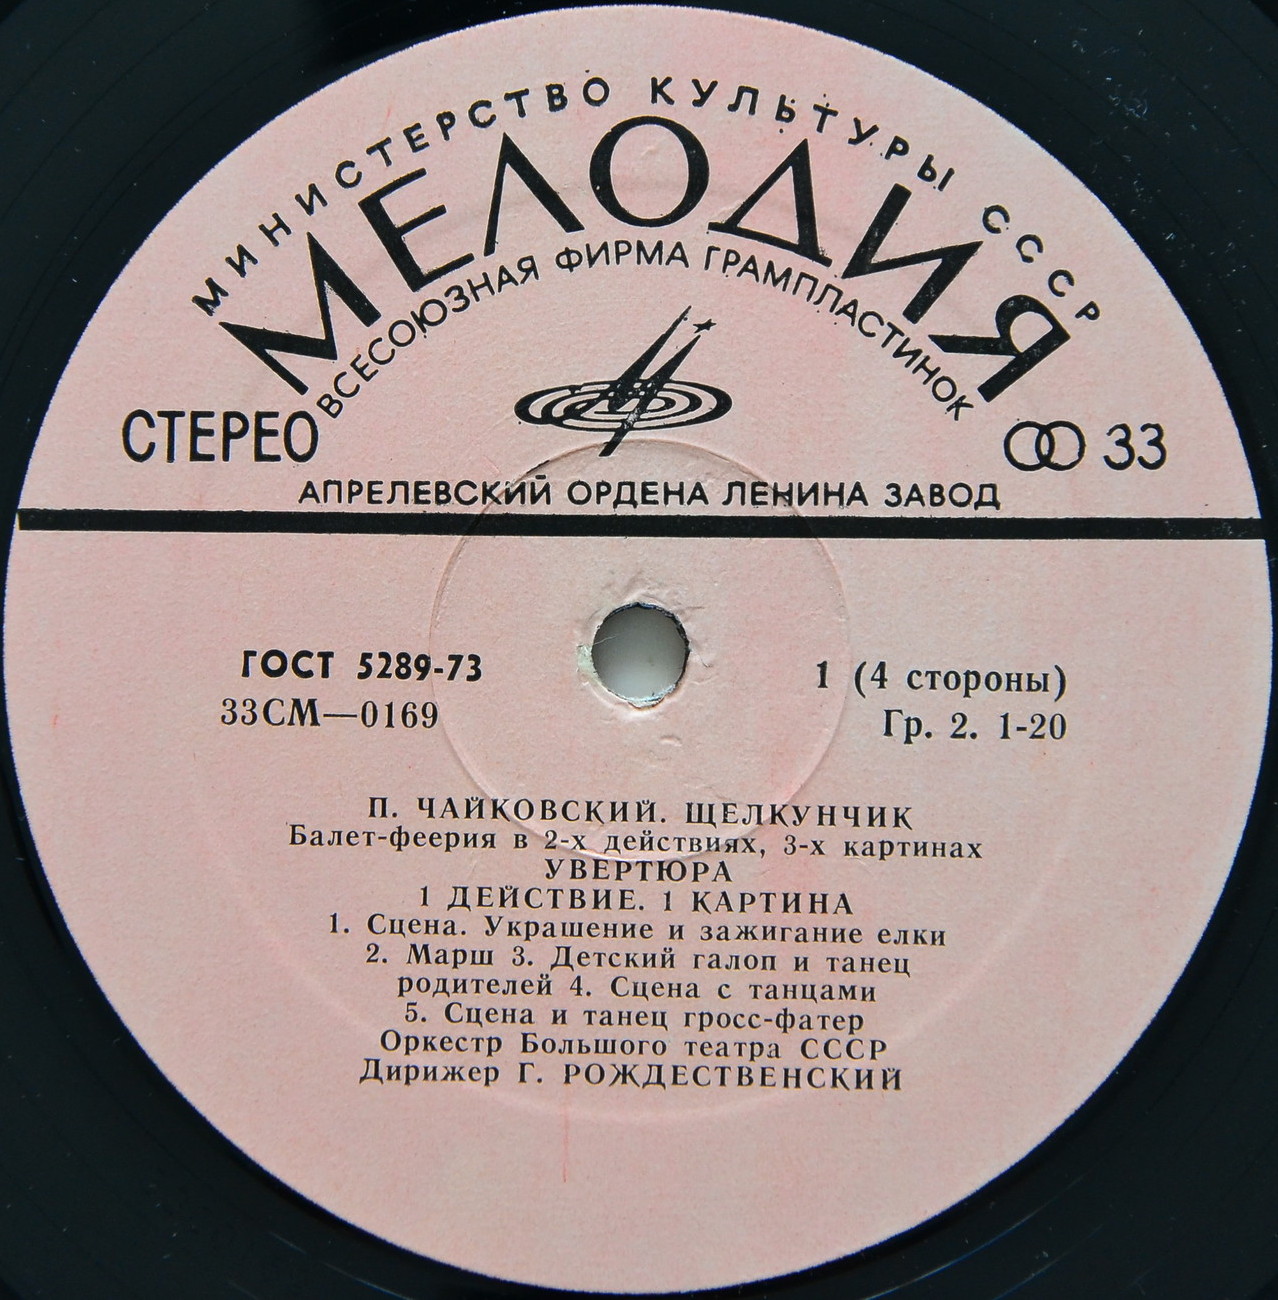 МИНИСТЕРСТВО КУЛЬТУРЫ СССР
МЕЛОДИЯ
ВСЕСОЮЗНАЯ ФИРМА ГРАМПЛАСТИНОК
СТЕРЕО
33
АПРЕЛЕВСКИЙ ОРДЕНА ЛЕНИНА ЗАВОД
ГОСТ 5289-73
33СМ—0169
1 (4 стороны)
Гр. 2. 1-20
П. ЧАЙКОВСКИЙ. ЩЕЛКУНЧИК
Балет-феерия в 2-х действиях, 3-х картинах
УВЕРТЮРА
1 ДЕЙСТВИЕ. 1 КАРТИНА
1. Сцена. Украшение и зажигание елки
2. Марш 3. Детский галоп и танец
родителей 4. Сцена с танцами
5. Сцена и танец гросс-фатер
Оркестр Большого театра СССР
Дирижер Г. РОЖДЕСТВЕНСКИЙ